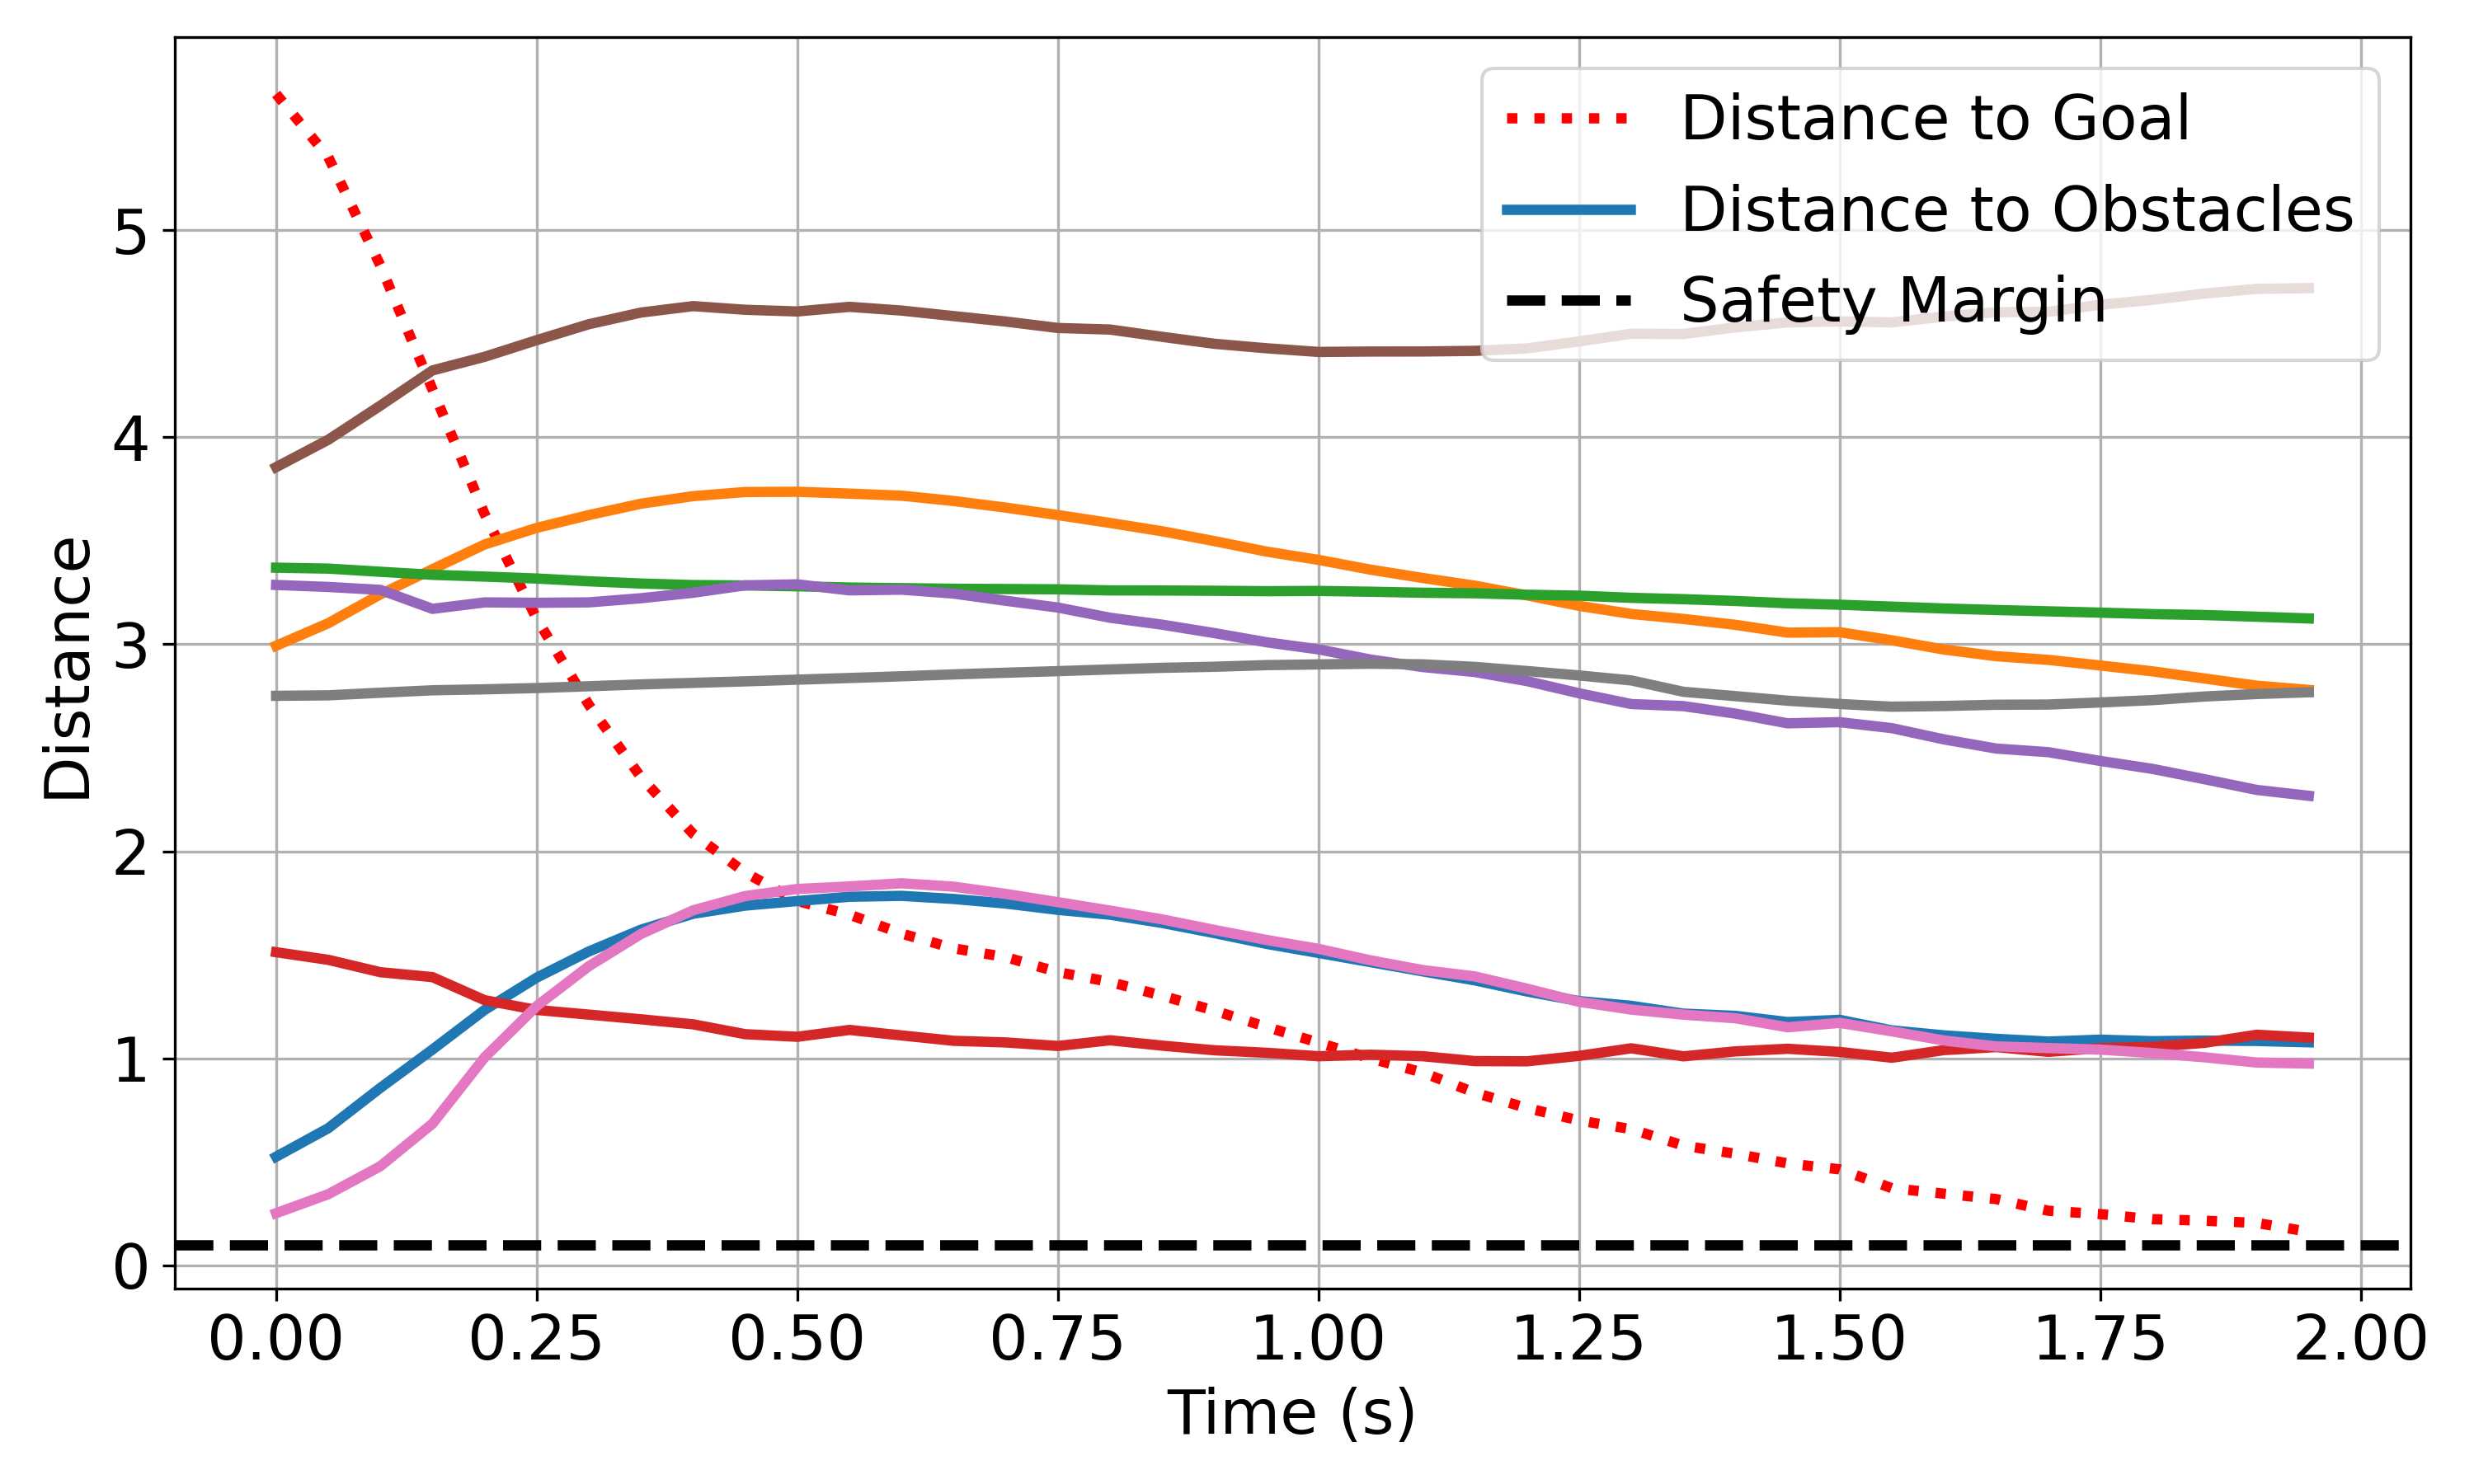 Distance to Goal
Distance to Obstacles
Safety Margin
5
4
3
2
1
0
Distance
0.00 0.25 0.50 0.75 1.00 1.25 1.50 1.75 2.00
Time (s)